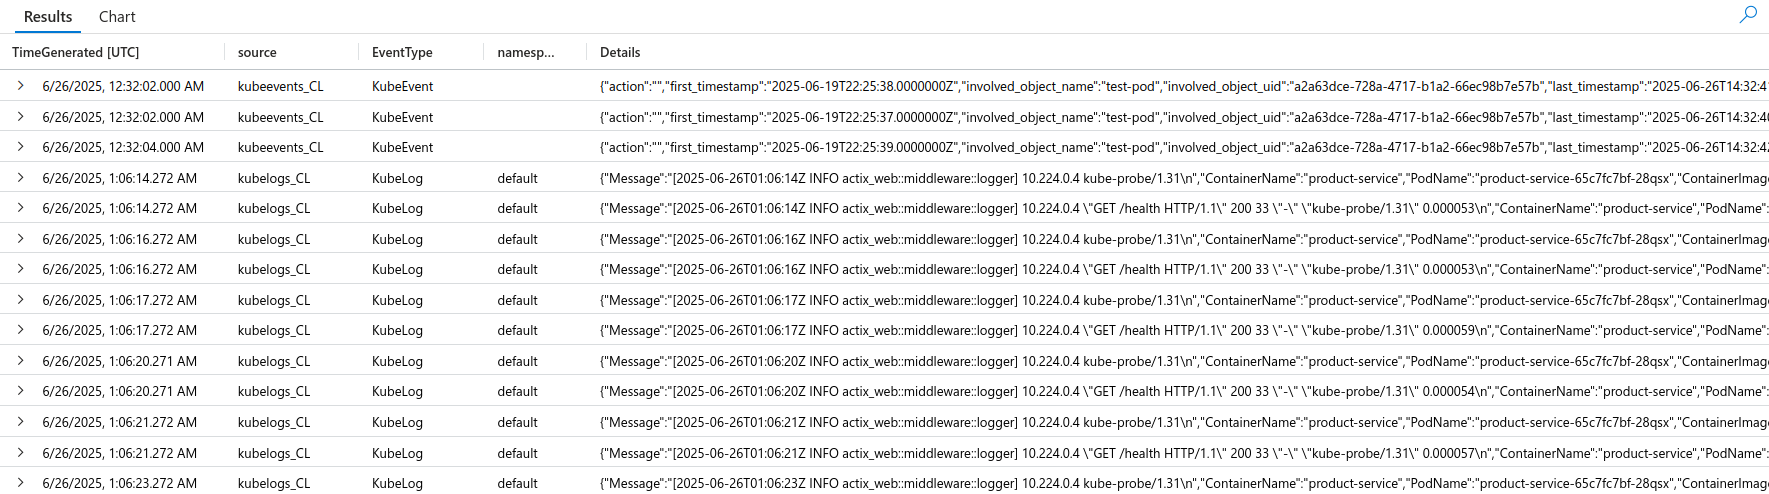 Results Chart
TimeGenerated [UTC] source EventType namesp... Details
6/26/2025, 12:32:02.000 AM kubeevents_CL KubeEvent {"action":"","first_timestamp":"2025-06-19T22:25:38.0000000Z","involved_object_name":"test-pod","involved_object_uid":"a2a63dce-728a-4717-b1a2-66ec98b7e57b","last_timestamp":"2025-06-26T14:32:41
6/26/2025, 12:32:02.000 AM kubeevents_CL KubeEvent {"action":"","first_timestamp":"2025-06-19T22:25:37.0000000Z","involved_object_name":"test-pod","involved_object_uid":"a2a63dce-728a-4717-b1a2-66ec98b7e57b","last_timestamp":"2025-06-26T14:32:40
6/26/2025, 12:32:04.000 AM kubeevents_CL KubeEvent {"action":"","first_timestamp":"2025-06-19T22:25:39.0000000Z","involved_object_name":"test-pod","involved_object_uid":"a2a63dce-728a-4717-b1a2-66ec98b7e57b","last_timestamp":"2025-06-26T14:32:42
6/26/2025, 1:06:14.272 AM kubelogs_CL KubeLog default {"Message":"[2025-06-26T01:06:14Z INFO actix_web::middleware::logger] 10.224.0.4 kube-probe/1.31\n","ContainerName":"product-service","PodName":"product-service-65c7fc7bf-28qsx","ContainerImag
6/26/2025, 1:06:14.272 AM kubelogs_CL KubeLog default {"Message":"[2025-06-26T01:06:14Z INFO actix_web::middleware::logger] 10.224.0.4 \"GET /health HTTP/1.1\" 200 33 \"-\" \"kube-probe/1.31\" 0.000053\n","ContainerName":"product-service","PodName":
6/26/2025, 1:06:16.272 AM kubelogs_CL KubeLog default {"Message":"[2025-06-26T01:06:16Z INFO actix_web::middleware::logger] 10.224.0.4 kube-probe/1.31\n","ContainerName":"product-service","PodName":"product-service-65c7fc7bf-28qsx","ContainerImag
6/26/2025, 1:06:16.272 AM kubelogs_CL KubeLog default {"Message":"[2025-06-26T01:06:16Z INFO actix_web::middleware::logger] 10.224.0.4 \"GET /health HTTP/1.1\" 200 33 \"-\" \"kube-probe/1.31\" 0.000053\n","ContainerName":"product-service","PodName":
6/26/2025, 1:06:17.272 AM kubelogs_CL KubeLog default {"Message":"[2025-06-26T01:06:17Z INFO actix_web::middleware::logger] 10.224.0.4 kube-probe/1.31\n","ContainerName":"product-service","PodName":"product-service-65c7fc7bf-28qsx","ContainerImag
6/26/2025, 1:06:17.272 AM kubelogs_CL KubeLog default {"Message":"[2025-06-26T01:06:17Z INFO actix_web::middleware::logger] 10.224.0.4 \"GET /health HTTP/1.1\" 200 33 \"-\" \"kube-probe/1.31\" 0.000059\n","ContainerName":"product-service","PodName":
6/26/2025, 1:06:20.271 AM kubelogs_CL KubeLog default {"Message":"[2025-06-26T01:06:20Z INFO actix_web::middleware::logger] 10.224.0.4 kube-probe/1.31\n","ContainerName":"product-service","PodName":"product-service-65c7fc7bf-28qsx","ContainerImag
6/26/2025, 1:06:20.271 AM kubelogs_CL KubeLog default {"Message":"[2025-06-26T01:06:20Z INFO actix_web::middleware::logger] 10.224.0.4 \"GET /health HTTP/1.1\" 200 33 \"-\" \"kube-probe/1.31\" 0.000054\n","ContainerName":"product-service","PodName":
6/26/2025, 1:06:21.272 AM kubelogs_CL KubeLog default {"Message":"[2025-06-26T01:06:21Z INFO actix_web::middleware::logger] 10.224.0.4 kube-probe/1.31\n","ContainerName":"product-service","PodName":"product-service-65c7fc7bf-28qsx","ContainerImag
6/26/2025, 1:06:21.272 AM kubelogs_CL KubeLog default {"Message":"[2025-06-26T01:06:21Z INFO actix_web::middleware::logger] 10.224.0.4 \"GET /health HTTP/1.1\" 200 33 \"-\" \"kube-probe/1.31\" 0.000057\n","ContainerName":"product-service","PodName":
6/26/2025, 1:06:23.272 AM kubelogs_CL KubeLog default {"Message":"[2025-06-26T01:06:23Z INFO actix_web::middleware::logger] 10.224.0.4 kube-probe/1.31\n","ContainerName":"product-service","PodName":"product-service-65c7fc7bf-28qsx","ContainerImag